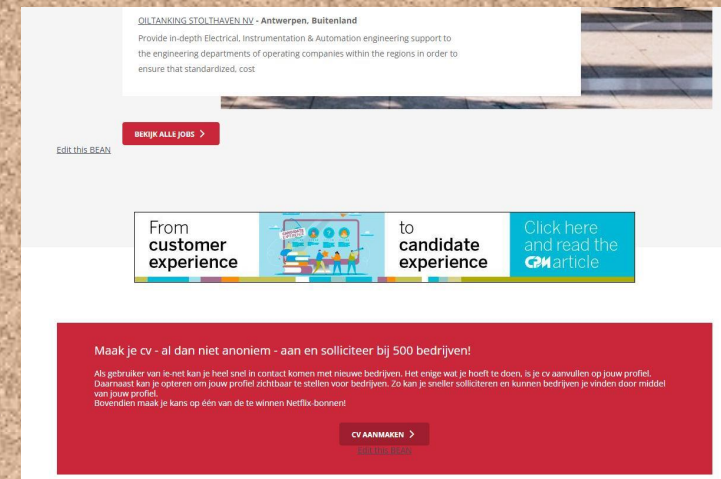 OILTANKING STOLTHAVEN NV - Antwerpen, Buitenland
Provide in-depth Electrical, Instrumentation & Automation engineering support to
the engineering departments of operating companies within the regions in order to
ensure that standardized, cost
BEKIJK ALLE JOBS
Edit this BEAN
From
customer
experience
to
candidate
experience
Click here
and read the
CPM article
Maak je cv - al dan niet anoniem - aan en solliciteer bij 500 bedrijven!
Als gebruiker van ie-net kan je heel snel in contact komen met nieuwe bedrijven. Het enige wat je hoeft te doen, is je cv aanvullen op jouw profiel.
Daarnaast kan je opteren om jouw profiel zichtbaar te stellen voor bedrijven. Zo kan je sneller solliciteren en kunnen bedrijven je vinden door middel
van jouw profiel.
Bovendien maak je kans op één van de te winnen Netflix-bonnen!
CV AANMAKEN
Edit this BEAN